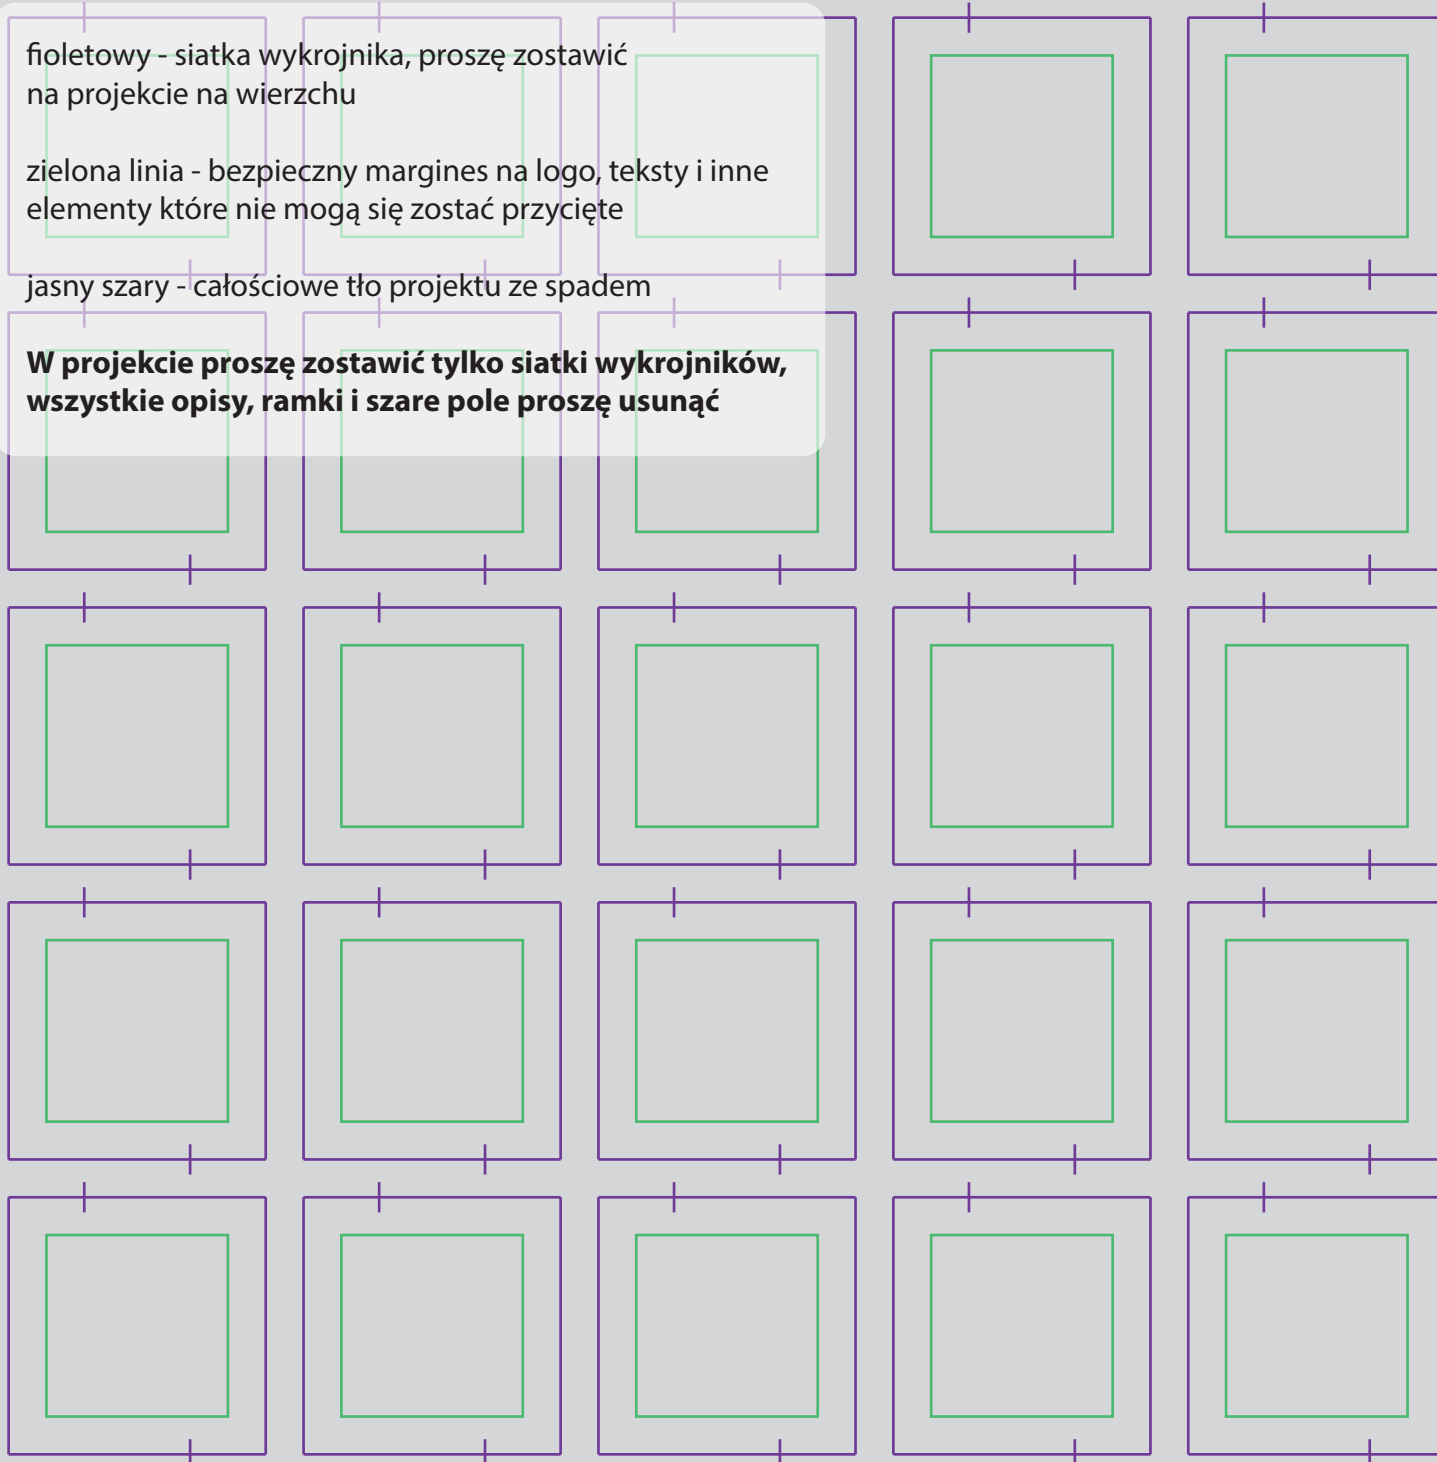 fioletowy - siatka wykrojnika, proszę zostawić
na projekcie na wierzchu
zielona linia - bezpieczny margines na logo, teksty i inne
elementy które nie mogą się zostać przycięte
jasny szary - całościowe tło projektu ze spadem
W projekcie proszę zostawić tylko siatki wykrojników,
wszystkie opisy, ramki i szare pole proszę usunąć